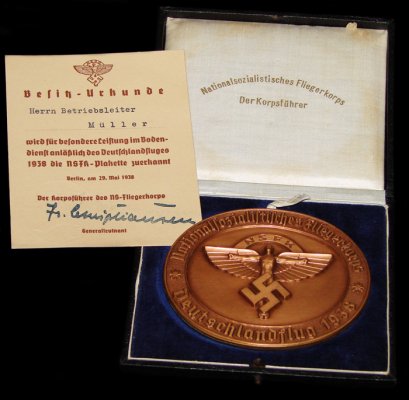 Besitz-Urkunde
Herrn Betriebsleiter
Müller
wird für besondere Leistung im Boden-
dienst anläßlich des Deutschlandfluges
1938 die NSFK-Plakette zuerkannt
Berlin, am 29. Mai 1938
Der Korpsführer des NS-Fliegerkorps
Fr. Christiansen
Generalleutnant
Nationalsozialistisches Fliegerkorps
Der Korpsführer
Nationalsozialistisches Fliegerkorps
NSFK
Deutschlandflug 1938